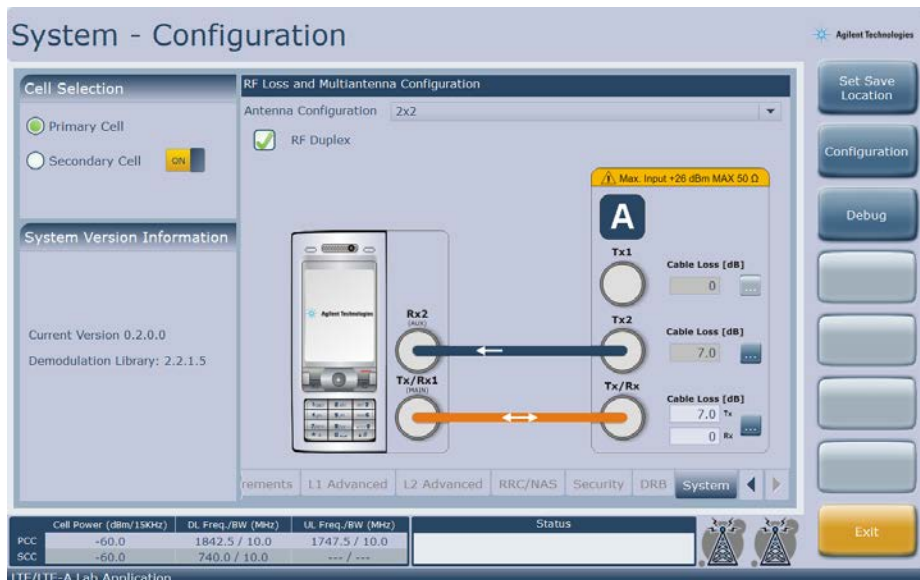 System - Configuration
Agilent Technologies
Cell Selection
Primary Cell
Secondary Cell ON
System Version Information
Current Version 0.2.0.0
Demodulation Library: 2.2.1.5
RF Loss and Multiantenna Configuration
Antenna Configuration 2x2
RF Duplex
Max. Input +26 dBm MAX 50 Ω
A
Tx1
Cable Loss [dB]
0
...
Agilent Technologies
Rx2
(AUX)
Tx2
Cable Loss [dB]
7.0
...
Tx/Rx1
(MAIN)
Tx/Rx
Cable Loss [dB]
7.0 Tx
...
0 Rx
rements L1 Advanced L2 Advanced RRC/NAS Security DRB System
Set Save
Location
Configuration
Debug
Exit
Cell Power (dBm/15KHz) DL Freq./BW (MHz) UL Freq./BW (MHz) Status
PCC -60.0 1842.5 / 10.0 1747.5 / 10.0
SCC -60.0 740.0 / 10.0 --- / ---
LTE/LTE-A Lab Application